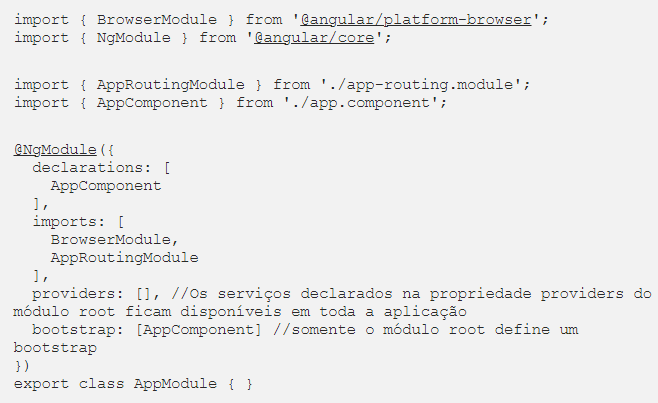 import { BrowserModule } from '@angular/platform-browser';
import { NgModule } from '@angular/core';
import { AppRoutingModule } from './app-routing.module';
import { AppComponent } from './app.component';
@NgModule({
  declarations: [
    AppComponent
  ],
  imports: [
    BrowserModule,
    AppRoutingModule
  ],
  providers: [], //Os serviços declarados na propriedade providers do
módulo root ficam disponíveis em toda a aplicação
  bootstrap: [AppComponent] //somente o módulo root define um
bootstrap
})
export class AppModule { }